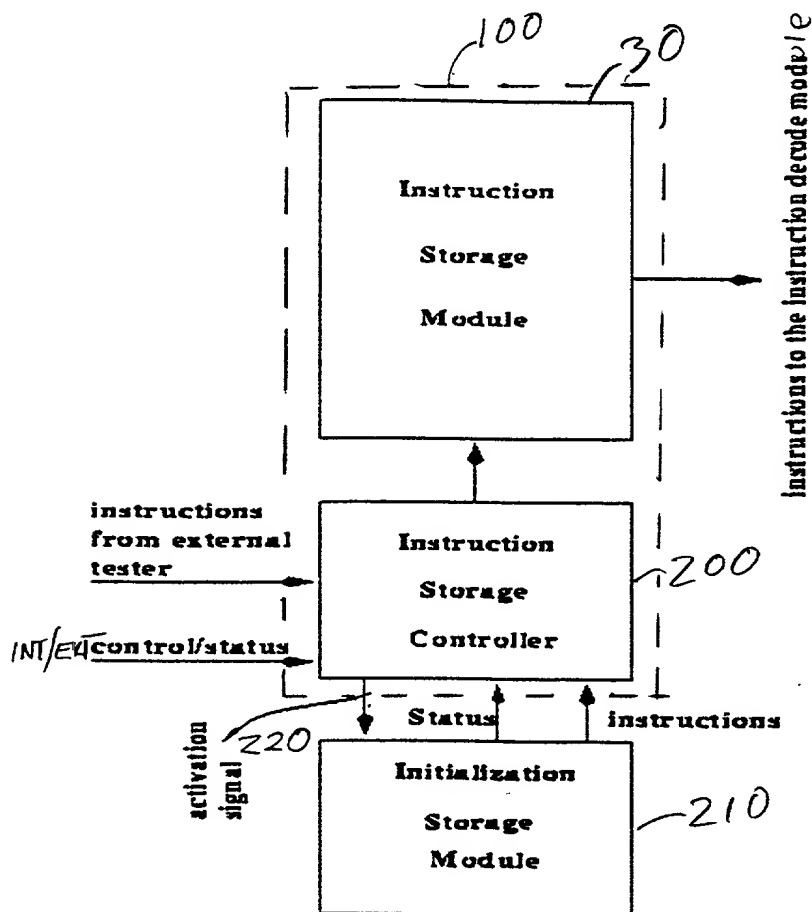 100
30
Instruction
Storage
Module
Instructions to the instruction decode module
instructions
from external
tester
INT/EXT control/status
Instruction
Storage
Controller
200
220
activation
signal
Status
instructions
Initialization
Storage
Module
210